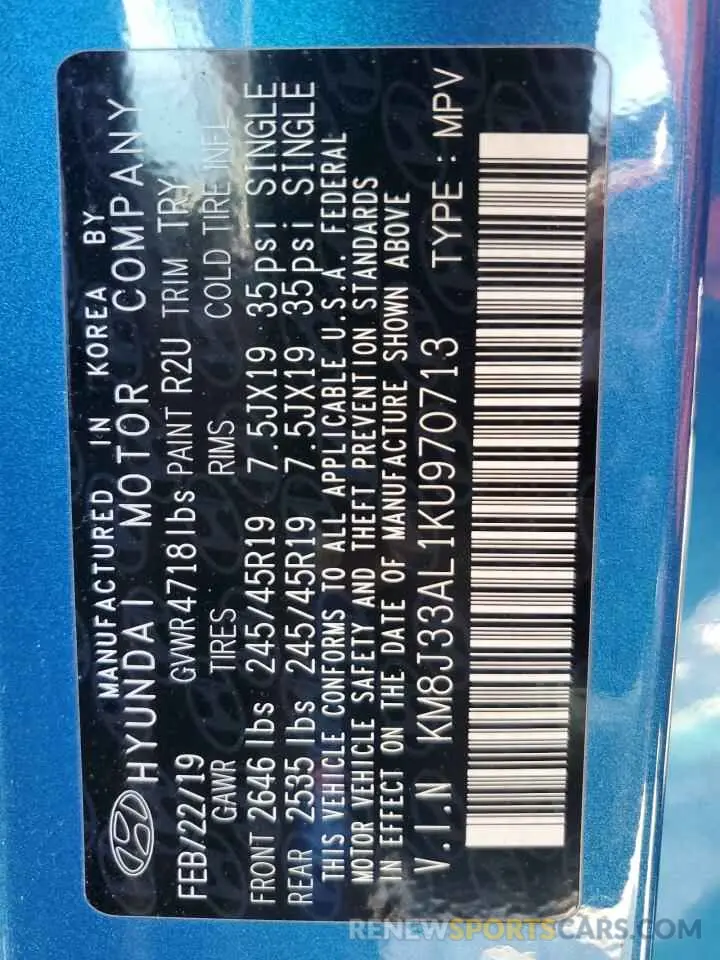 MANUFACTURED IN KOREA BY
HYUNDAI MOTOR COMPANY
FEB/22/19 GVWR4718lbs PAINT R2U TRIM TRY
GAWR TIRES RIMS COLD TIRE INFL
FRONT 2646 lbs 245/45R19 7.5JX19 35psi SINGLE
REAR 2535 lbs 245/45R19 7.5JX19 35psi SINGLE
THIS VEHICLE CONFORMS TO ALL APPLICABLE U.S.A. FEDERAL
MOTOR VEHICLE SAFETY AND THEFT PREVENTION STANDARDS
IN EFFECT ON THE DATE OF MANUFACTURE SHOWN ABOVE
V.I.N KM8J33AL1KU970713 TYPE : MPV
RENEWSPORTSCARS.COM